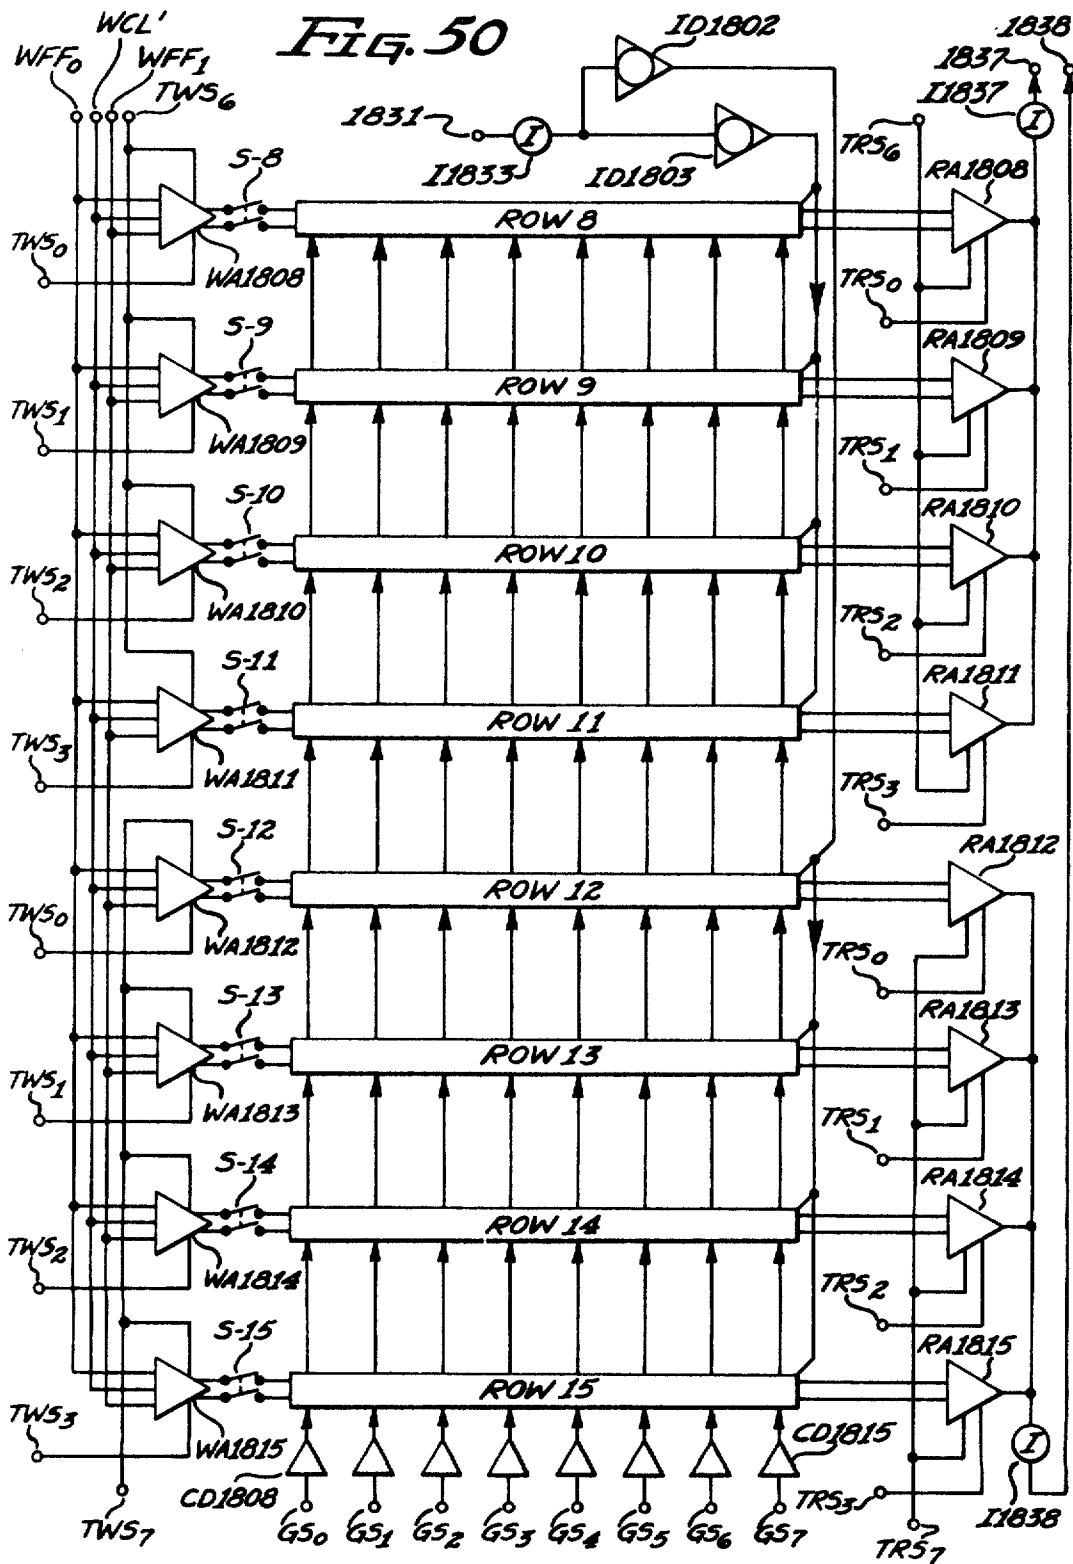 FIG. 50
WCL'
WFF0
WFF1
TWS6
ID1802
1838
1837
I1837
1831
I
I
I1833
ID1803
TRS6
S-8
RA1808
ROW 8
TWS0
WA1808
TRS0
S-9
RA1809
ROW 9
TWS1
WA1809
TRS1
S-10
RA1810
ROW 10
TWS2
WA1810
TRS2
S-11
RA1811
ROW 11
TWS3
WA1811
TRS3
S-12
RA1812
ROW 12
TWS0
WA1812
TRS0
S-13
RA1813
ROW 13
TWS1
WA1813
TRS1
S-14
RA1814
ROW 14
TWS2
WA1814
TRS2
S-15
RA1815
ROW 15
TWS3
WA1815
CD1815
I
CD1808
TRS3
I1838
TWS7
GS0 GS1 GS2 GS3 GS4 GS5 GS6 GS7
TRS7